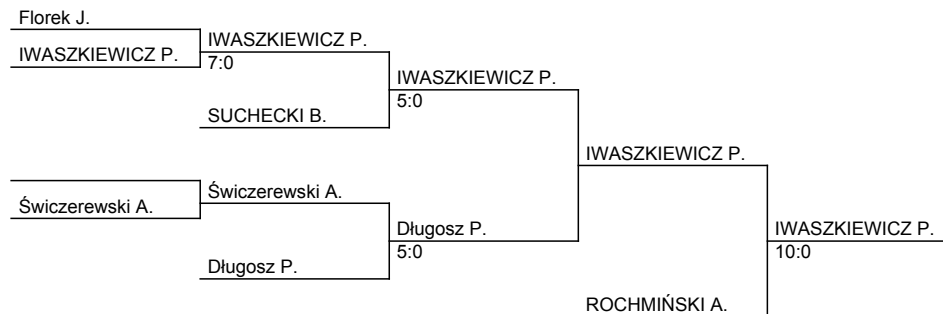 Florek J.
IWASZKIEWICZ P.
IWASZKIEWICZ P.
7:0
IWASZKIEWICZ P.
5:0
SUCHECKI B.
IWASZKIEWICZ P.
Świczerewski A.
Świczerewski A.
Długosz P.
5:0
IWASZKIEWICZ P.
10:0
Długosz P.
ROCHMIŃSKI A.